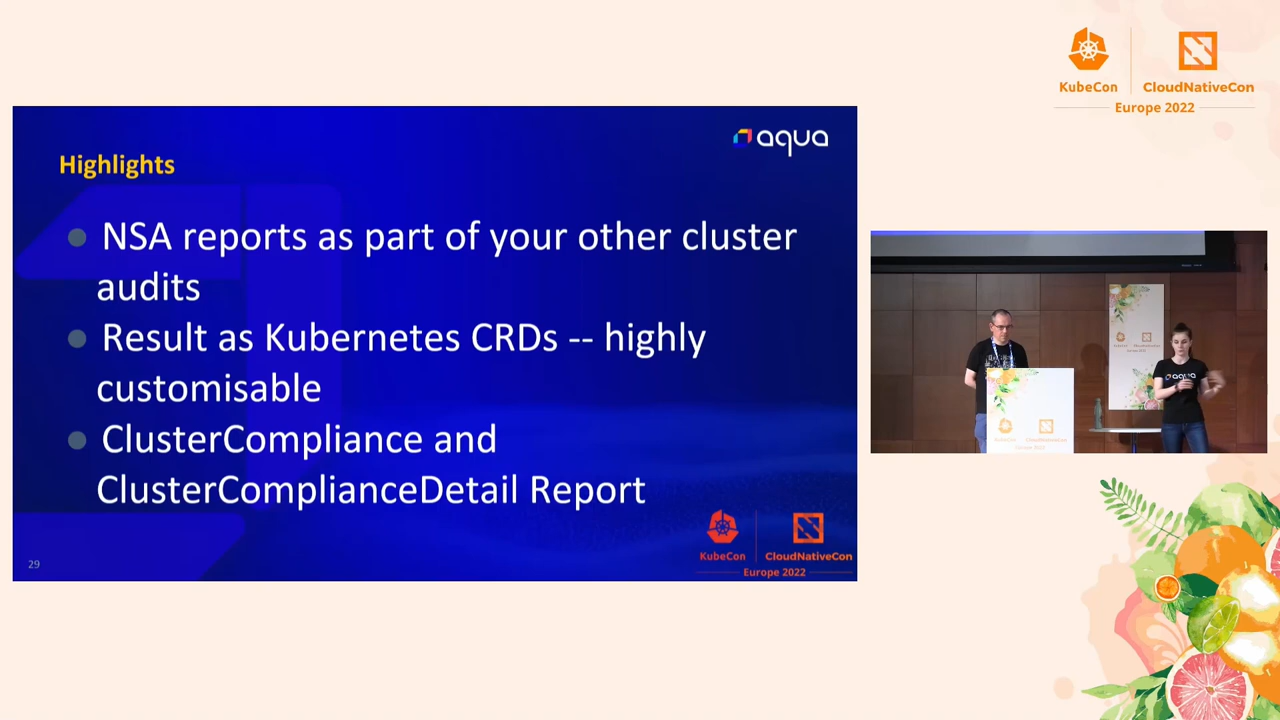 KubeCon
CloudNativeCon
Europe 2022
aqua
Highlights
NSA reports as part of your other cluster
audits
Result as Kubernetes CRDs -- highly
customisable
ClusterCompliance and
ClusterComplianceDetail Report
KubeCon
CloudNativeCon
Europe 2022
29
aqua